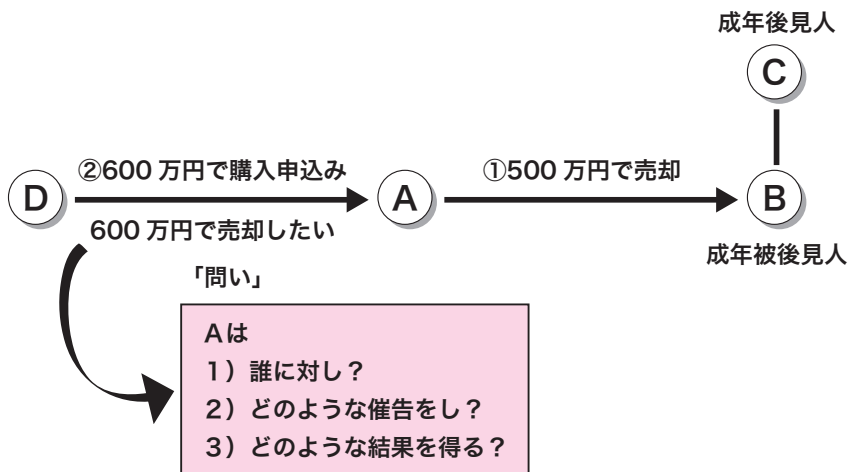 成年後見人
C
②600 万円で購入申込み
①500 万円で売却
D
A
B
600 万円で売却したい
成年被後見人
「問い」
Aは
1）誰に対し？
2）どのような催告をし？
3）どのような結果を得る？